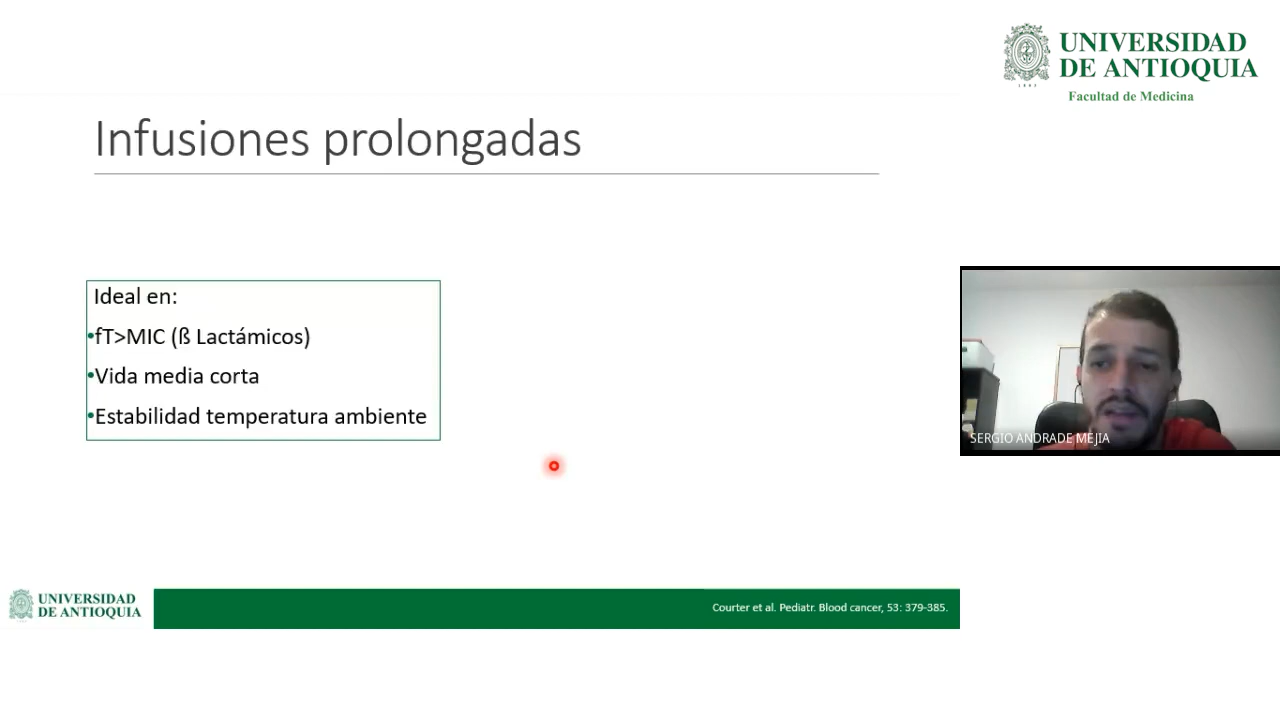 UNIVERSIDAD
DE ANTIOQUIA
1803
Facultad de Medicina
Infusiones prolongadas
Ideal en:
•fT>MIC (ß Lactámicos)
•Vida media corta
•Estabilidad temperatura ambiente
SERGIO ANDRADE MEJIA
UNIVERSIDAD
DE ANTIOQUIA
Courter et al. Pediatr. Blood cancer, 53: 379-385.